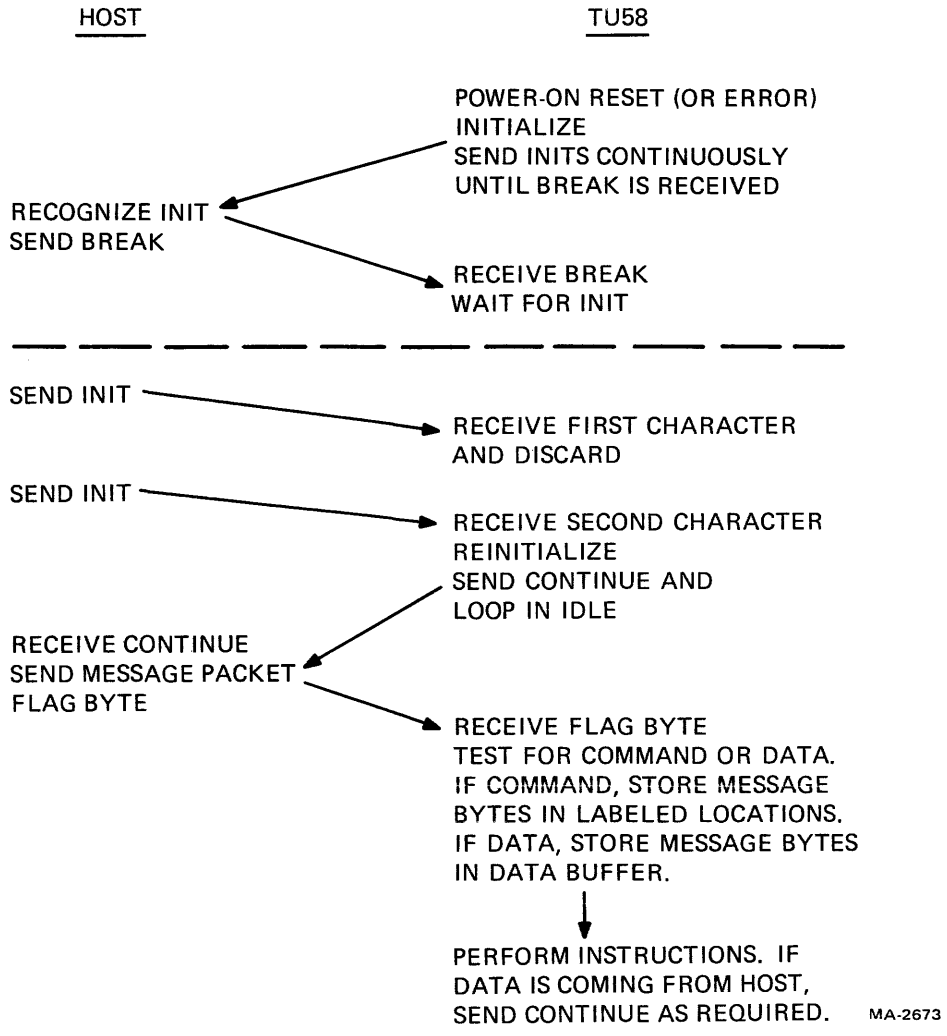 HOST
TU58
POWER-ON RESET (OR ERROR)
INITIALIZE
SEND INITS CONTINUOUSLY
UNTIL BREAK IS RECEIVED
RECOGNIZE INIT
SEND BREAK
RECEIVE BREAK
WAIT FOR INIT
SEND INIT
RECEIVE FIRST CHARACTER
AND DISCARD
SEND INIT
RECEIVE SECOND CHARACTER
REINITIALIZE
SEND CONTINUE AND
LOOP IN IDLE
RECEIVE CONTINUE
SEND MESSAGE PACKET
FLAG BYTE
RECEIVE FLAG BYTE
TEST FOR COMMAND OR DATA.
IF COMMAND, STORE MESSAGE
BYTES IN LABELED LOCATIONS.
IF DATA, STORE MESSAGE BYTES
IN DATA BUFFER.
PERFORM INSTRUCTIONS. IF
DATA IS COMING FROM HOST,
SEND CONTINUE AS REQUIRED.
MA-2673